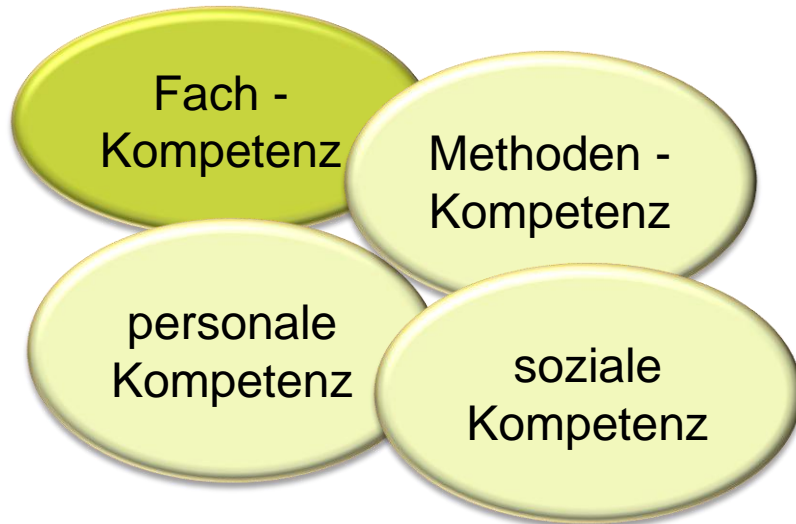 Fach -
Kompetenz
Methoden -
Kompetenz
personale
Kompetenz
soziale
Kompetenz